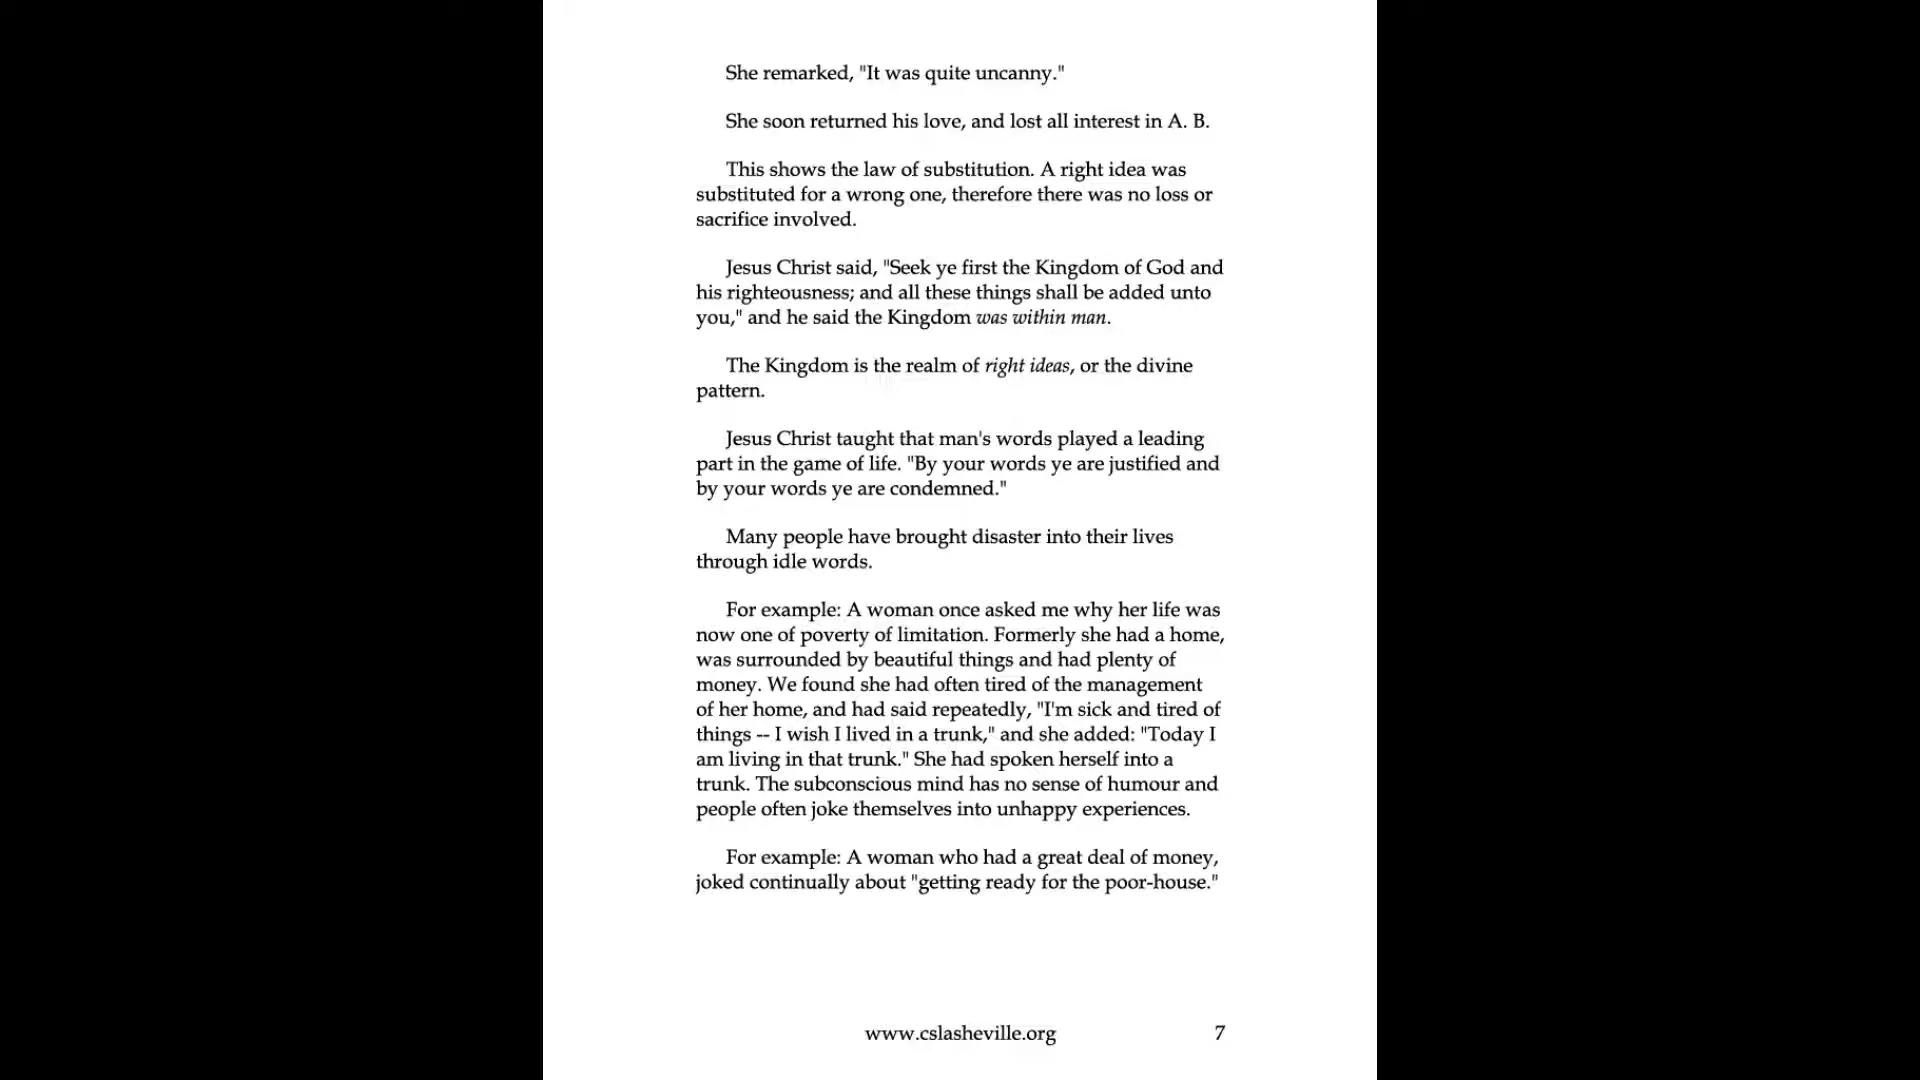 She remarked, "It was quite uncanny."
She soon returned his love, and lost all interest in A. B.
This shows the law of substitution. A right idea was
substituted for a wrong one, therefore there was no loss or
sacrifice involved.
Jesus Christ said, "Seek ye first the Kingdom of God and
his righteousness; and all these things shall be added unto
you," and he said the Kingdom was within man.
The Kingdom is the realm of right ideas, or the divine
pattern.
Jesus Christ taught that man's words played a leading
part in the game of life. "By your words ye are justified and
by your words ye are condemned."
Many people have brought disaster into their lives
through idle words.
For example: A woman once asked me why her life was
now one of poverty of limitation. Formerly she had a home,
was surrounded by beautiful things and had plenty of
money. We found she had often tired of the management
of her home, and had said repeatedly, "I'm sick and tired of
things -- I wish I lived in a trunk," and she added: "Today I
am living in that trunk." She had spoken herself into a
trunk. The subconscious mind has no sense of humour and
people often joke themselves into unhappy experiences.
For example: A woman who had a great deal of money,
joked continually about "getting ready for the poor-house."
www.cslasheville.org 7